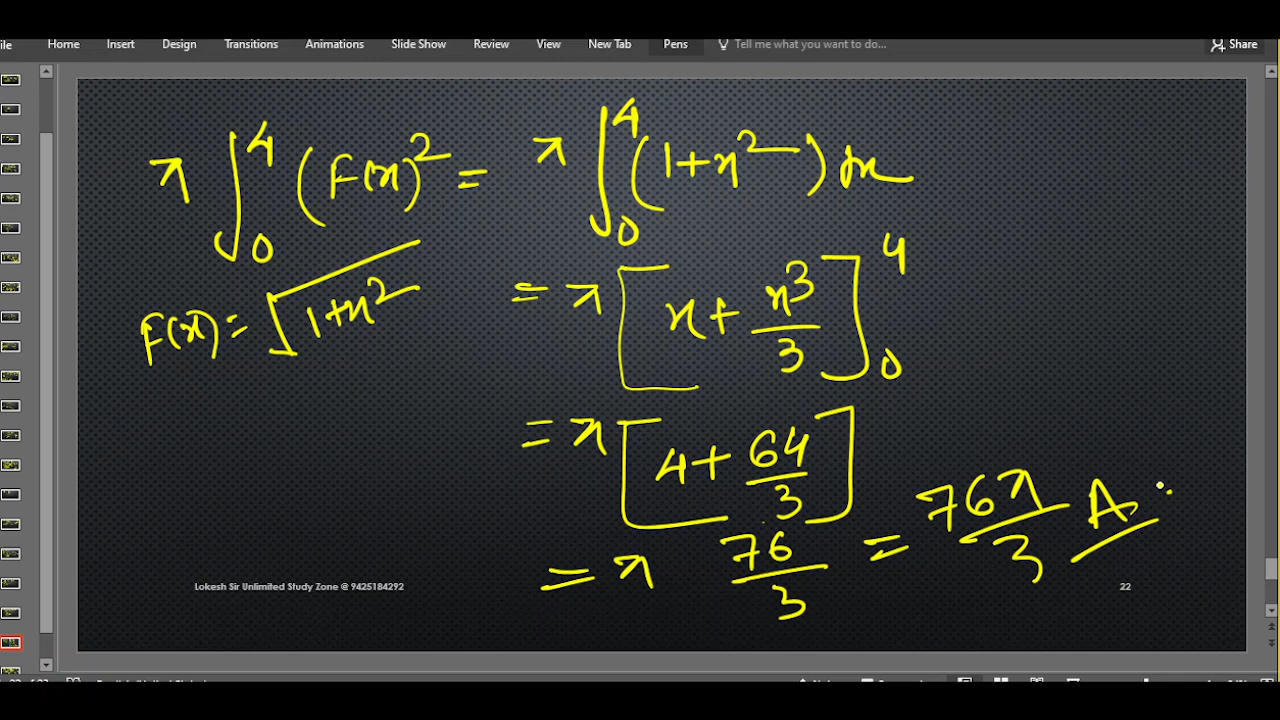 File Home Insert Design Transitions Animations Slide Show Review View New Tab Pens Tell me what you want to do... Share
π ∫₀⁴ (F(x)² = π ∫₀⁴ (1+x²) dx
F(x) = √1+x²
= π [x + x³/3]₀⁴
= π [4 + 64/3]
= π 76/3 = 76π/3 A
Lokesh Sir Unlimited Study Zone @ 9425184292
22